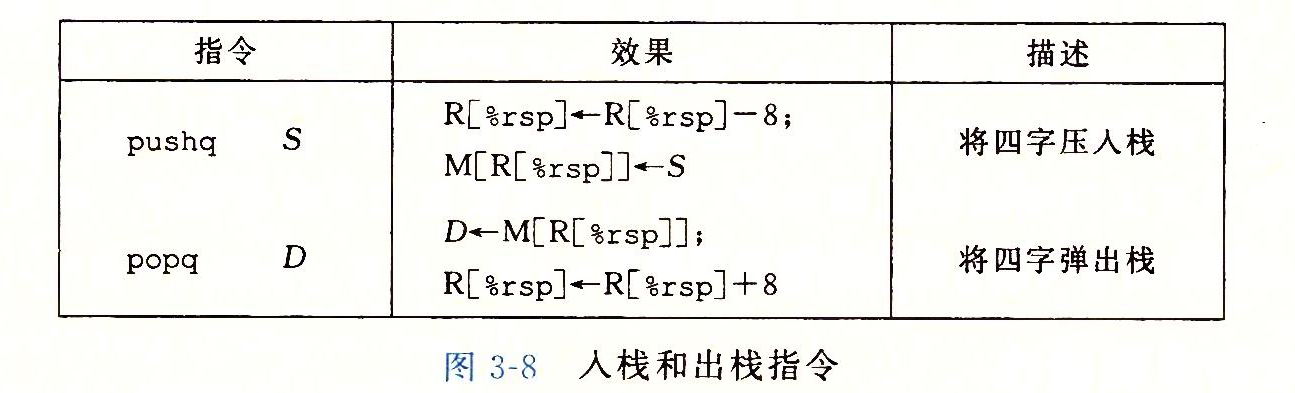 指令 效果 描述
pushq S R[%rsp]←R[%rsp]-8; 将四字压入栈
M[R[%rsp]]←S
popq D D←M[R[%rsp]]; 将四字弹出栈
R[%rsp]←R[%rsp]+8
图 3-8 入栈和出栈指令